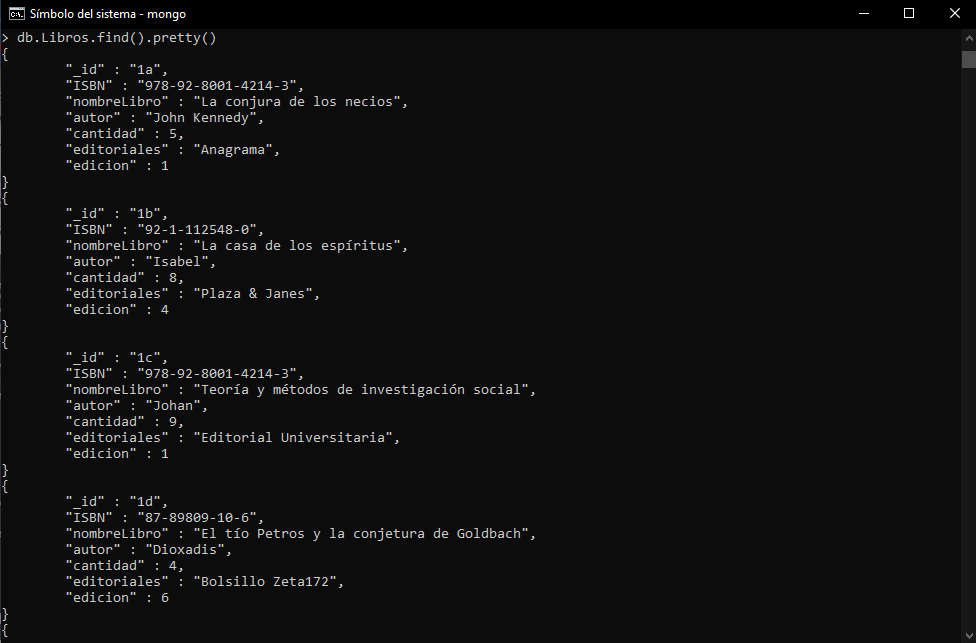 Símbolo del sistema - mongo
> db.Libros.find().pretty()
{
"_id" : "1a",
"ISBN" : "978-92-8001-4214-3",
"nombreLibro" : "La conjura de los necios",
"autor" : "John Kennedy",
"cantidad" : 5,
"editoriales" : "Anagrama",
"edicion" : 1
}
{
"_id" : "1b",
"ISBN" : "92-1-112548-0",
"nombreLibro" : "La casa de los espíritus",
"autor" : "Isabel",
"cantidad" : 8,
"editoriales" : "Plaza & Janes",
"edicion" : 4
}
{
"_id" : "1c",
"ISBN" : "978-92-8001-4214-3",
"nombreLibro" : "Teoría y métodos de investigación social",
"autor" : "Johan",
"cantidad" : 9,
"editoriales" : "Editorial Universitaria",
"edicion" : 1
}
{
"_id" : "1d",
"ISBN" : "87-89809-10-6",
"nombreLibro" : "El tío Petros y la conjetura de Goldbach",
"autor" : "Dioxadis",
"cantidad" : 4,
"editoriales" : "Bolsillo Zeta172",
"edicion" : 6
}
{